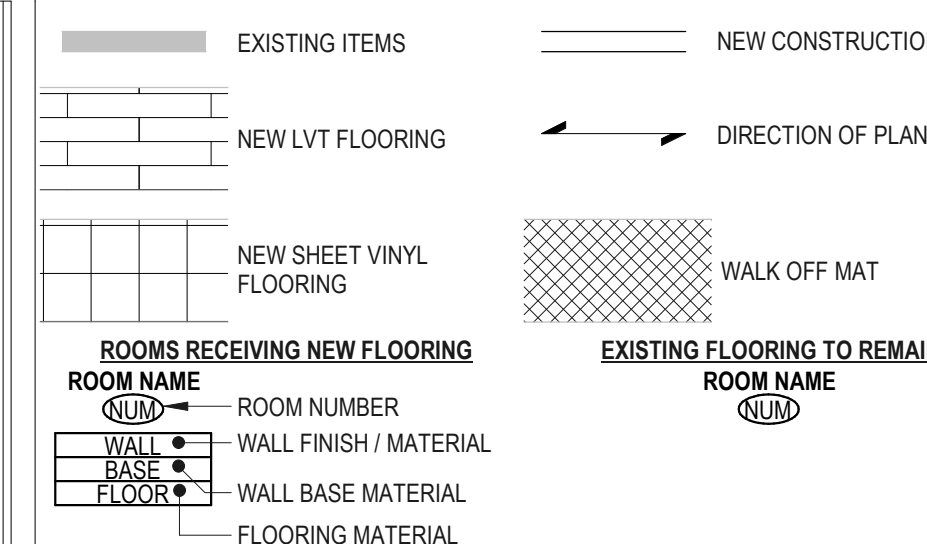 EXISTING ITEMS
NEW CONSTRUCTIO
NEW LVT FLOORING
DIRECTION OF PLAN
NEW SHEET VINYL
FLOORING
WALK OFF MAT
ROOMS RECEIVING NEW FLOORING
EXISTING FLOORING TO REMAI
ROOM NAME
NUM
ROOM NUMBER
WALL
WALL FINISH / MATERIAL
BASE
WALL BASE MATERIAL
FLOOR
FLOORING MATERIAL
ROOM NAME
NUM